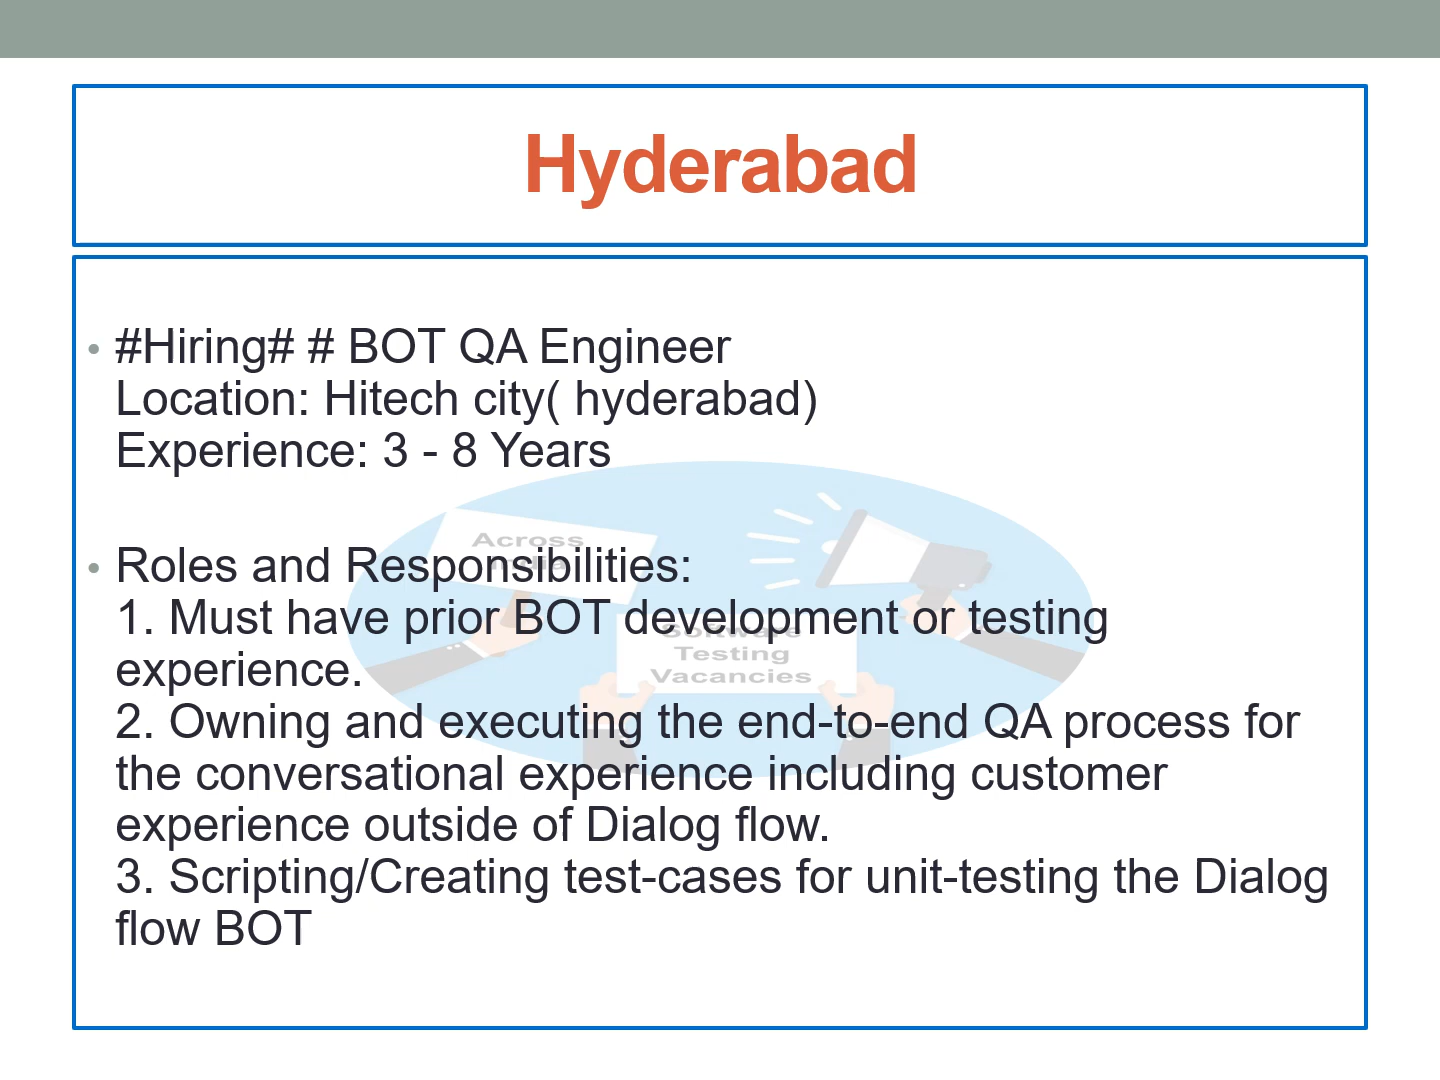 Hyderabad
• #Hiring# # BOT QA Engineer
Location: Hitech city( hyderabad)
Experience: 3 - 8 Years
Across
India
• Roles and Responsibilities:
1. Must have prior BOT development or testing
experience.
2. Owning and executing the end-to-end QA process for
the conversational experience including customer
experience outside of Dialog flow.
3. Scripting/Creating test-cases for unit-testing the Dialog
flow BOT
Software
Testing
Vacancies